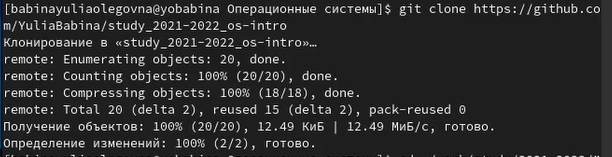 [babinayuliaolegovna@yobabina Операционные системы]$ git clone https://github.co
m/YuliaBabina/study_2021-2022_os-intro
Клонирование в «study_2021-2022_os-intro»…
remote: Enumerating objects: 20, done.
remote: Counting objects: 100% (20/20), done.
remote: Compressing objects: 100% (18/18), done.
remote: Total 20 (delta 2), reused 15 (delta 2), pack-reused 0
Получение объектов: 100% (20/20), 12.49 КиБ | 12.49 МиБ/с, готово.
Определение изменений: 100% (2/2), готово.